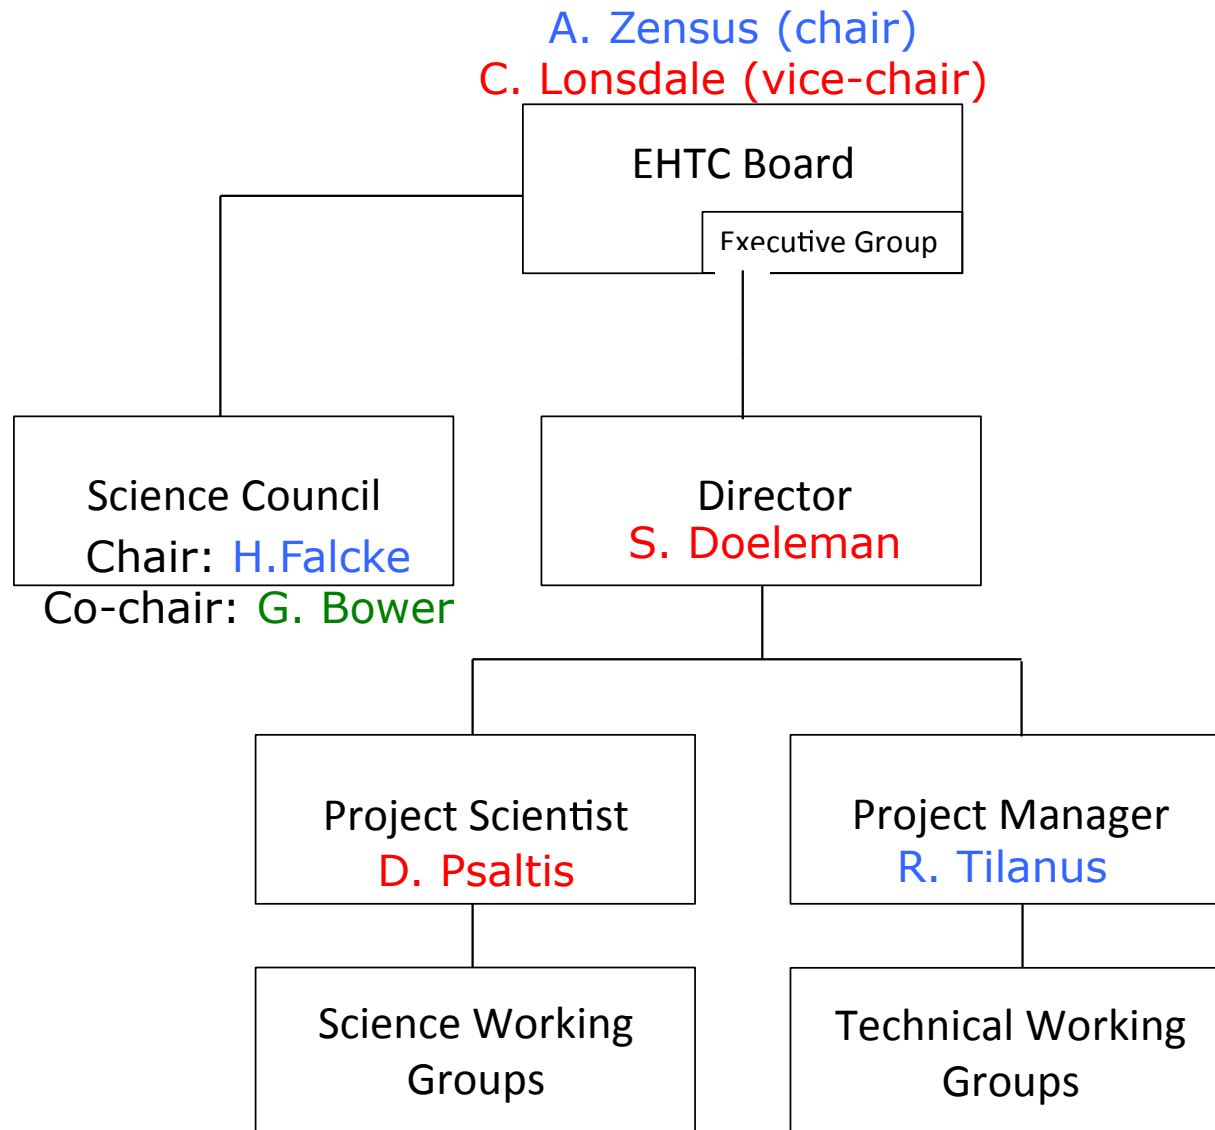 A. Zensus (chair)
C. Lonsdale (vice-chair)
EHTC Board
Executive Group
Science Council
Chair: H.Falcke
Co-chair: G. Bower
Director
S. Doeleman
Project Scientist
D. Psaltis
Project Manager
R. Tilanus
Science Working
Groups
Technical Working
Groups